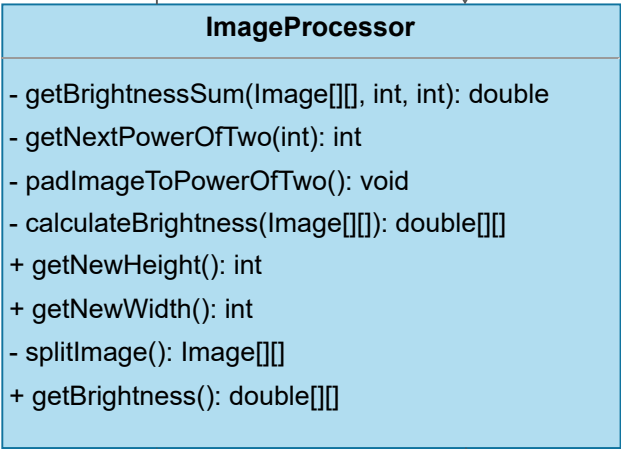 ImageProcessor
- getBrightnessSum(Image[][], int, int): double
- getNextPowerOfTwo(int): int
- padImageToPowerOfTwo(): void
- calculateBrightness(Image[][]): double[][]
+ getNewHeight(): int
+ getNewWidth(): int
- splitImage(): Image[][]
+ getBrightness(): double[][]